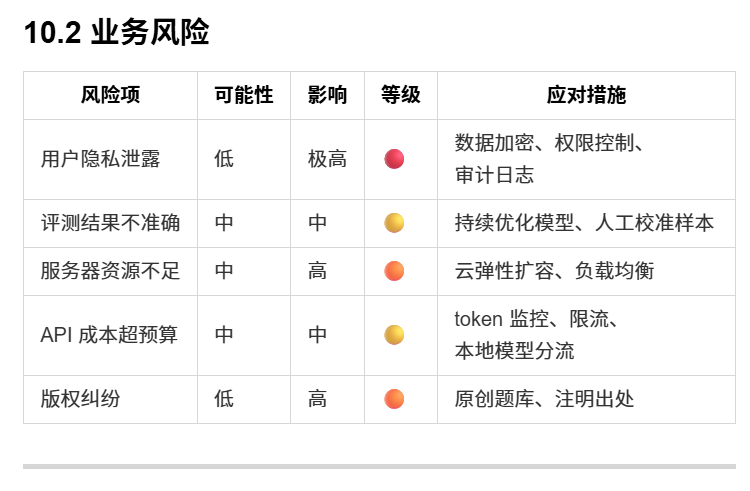 10.2 业务风险
风险项 可能性 影响 等级 应对措施
用户隐私泄露 低 极高 数据加密、权限控制、
审计日志
评测结果不准确 中 中 持续优化模型、人工校准样本
服务器资源不足 中 高 云弹性扩容、负载均衡
API 成本超预算 中 中 token 监控、限流、
本地模型分流
版权纠纷 低 高 原创题库、注明出处